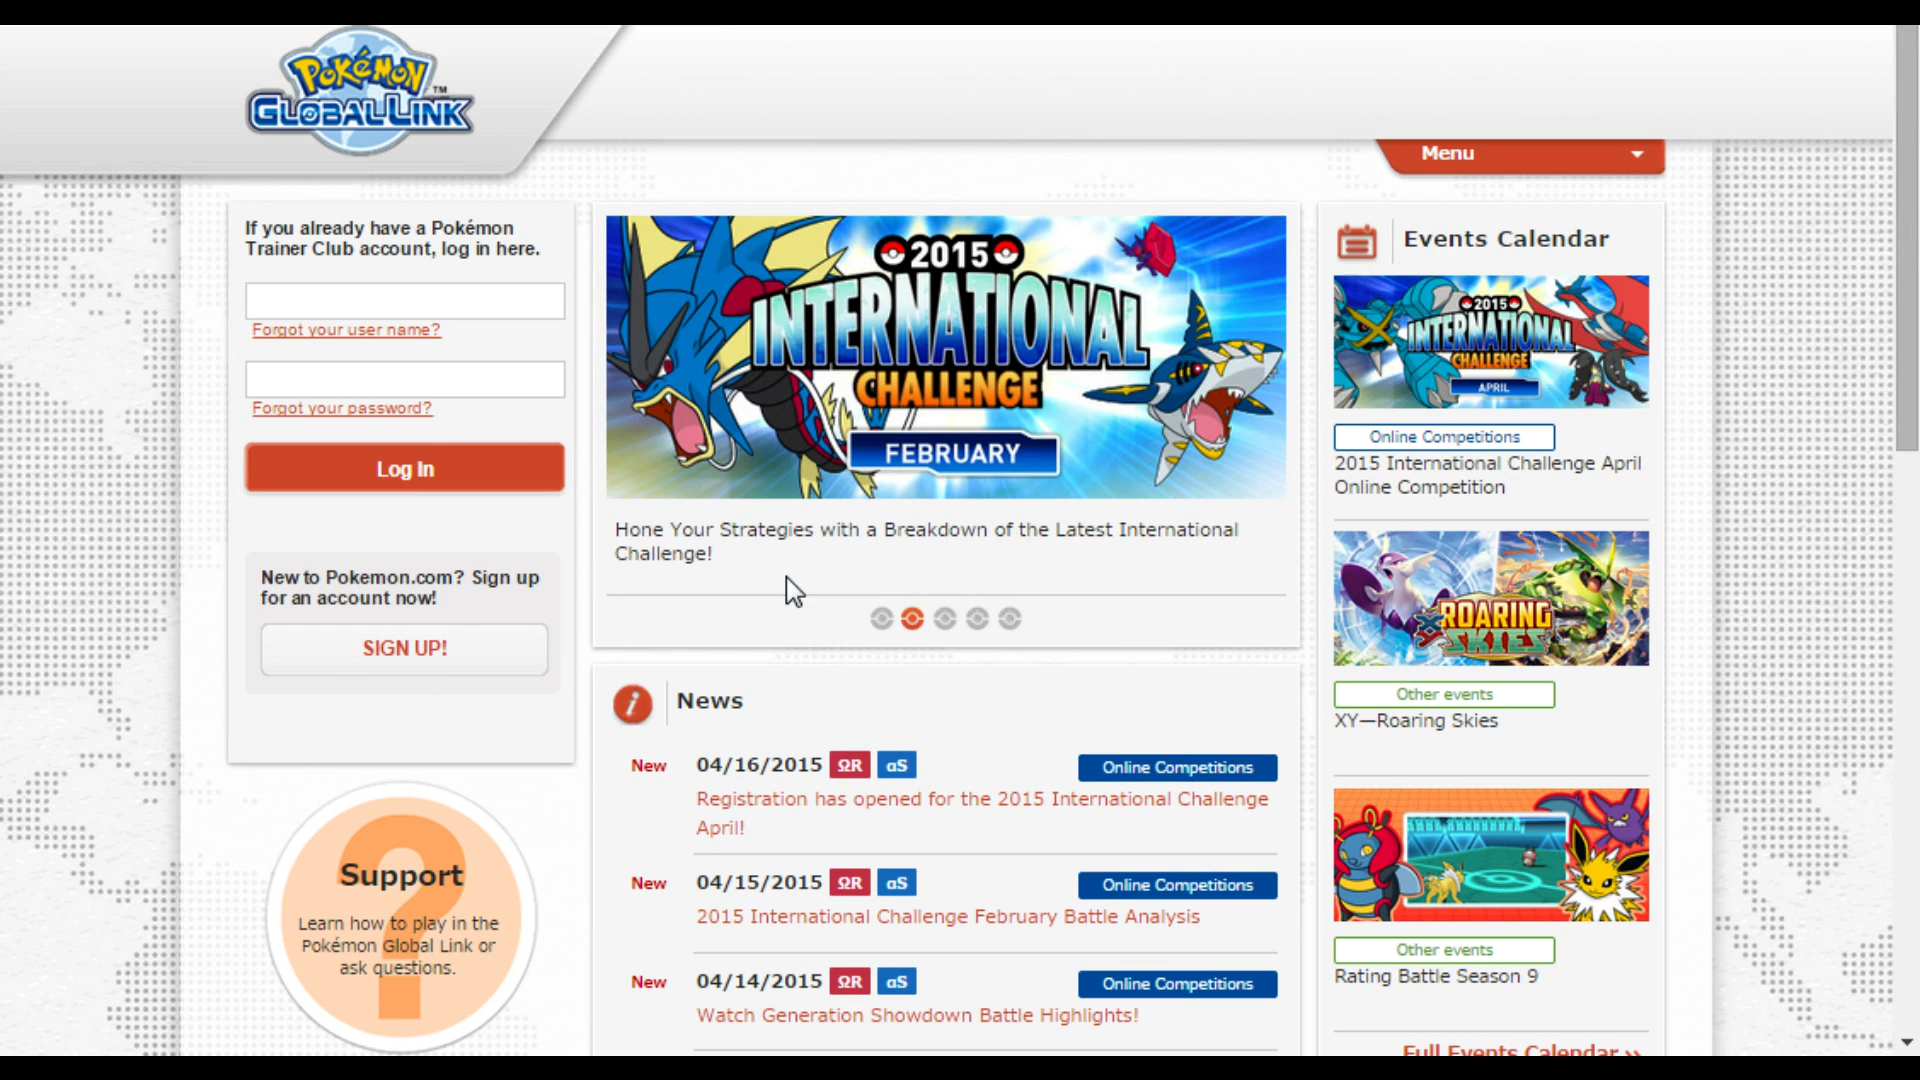 POKéMON
GLOBAL LINK
TM
Menu
If you already have a Pokémon
Trainer Club account, log in here.
Forgot your user name?
Forgot your password?
Log In
New to Pokemon.com? Sign up
for an account now!
SIGN UP!
Support
Learn how to play in the
Pokémon Global Link or
ask questions.
2015
INTERNATIONAL
CHALLENGE
FEBRUARY
Hone Your Strategies with a Breakdown of the Latest International
Challenge!
News
New 04/16/2015 ΩR αS Online Competitions
Registration has opened for the 2015 International Challenge
April!
New 04/15/2015 ΩR αS Online Competitions
2015 International Challenge February Battle Analysis
New 04/14/2015 ΩR αS Online Competitions
Watch Generation Showdown Battle Highlights!
Events Calendar
2015
INTERNATIONAL
CHALLENGE
APRIL
Online Competitions
2015 International Challenge April
Online Competition
XY ROARING
SKIES
Other events
XY—Roaring Skies
Other events
Rating Battle Season 9
Full Events Calendar »